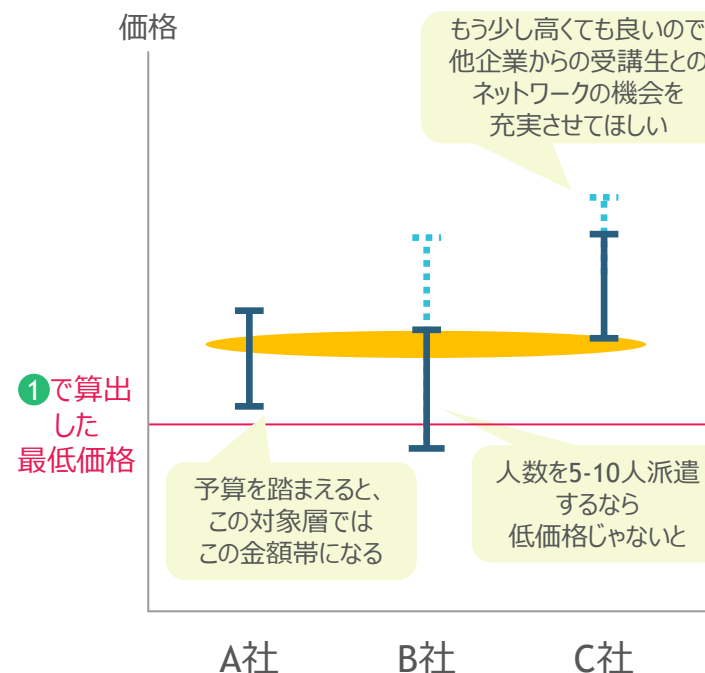 価格
もう少し高くても良いので
他企業からの受講生との
ネットワークの機会を
充実させてほしい
1で算出
した
最低価格
予算を踏まえると、
この対象層では
この金額帯になる
人数を5-10人派遣
するなら
低価格じゃないと
A社
B社
C社